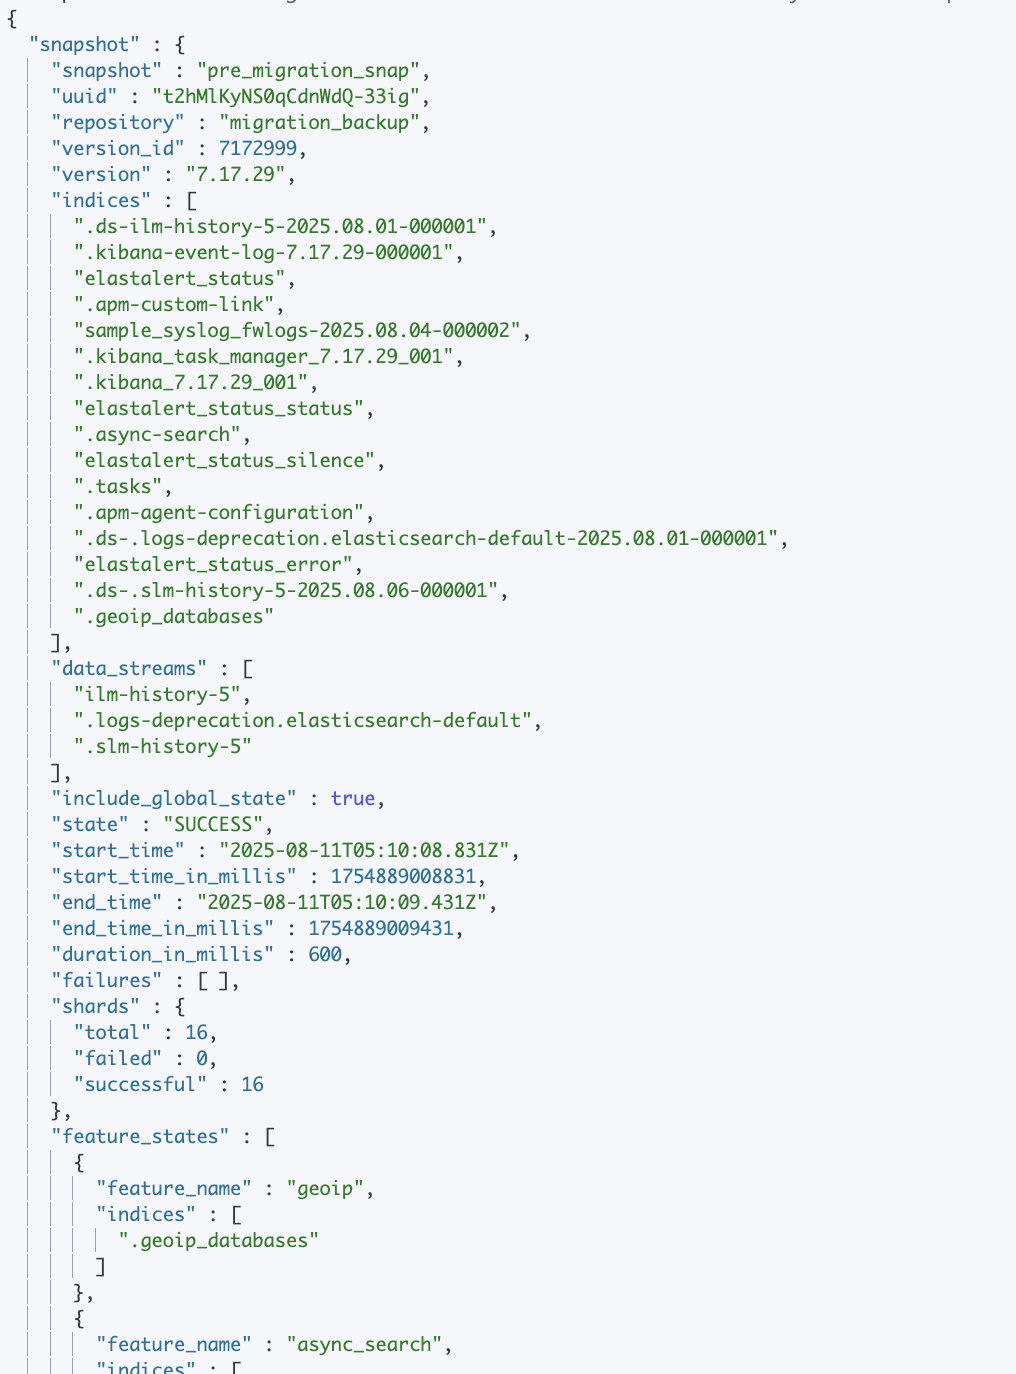 {
"snapshot" : {
"snapshot" : "pre_migration_snap",
"uuid" : "t2hMlKyNS0qCdnWdQ-33ig",
"repository" : "migration_backup",
"version_id" : 7172999,
"version" : "7.17.29",
"indices" : [
".ds-ilm-history-5-2025.08.01-000001",
".kibana-event-log-7.17.29-000001",
"elastalert_status",
".apm-custom-link",
"sample_syslog_fwlogs-2025.08.04-000002",
".kibana_task_manager_7.17.29_001",
".kibana_7.17.29_001",
"elastalert_status_status",
".async-search",
"elastalert_status_silence",
".tasks",
".apm-agent-configuration",
".ds-.logs-deprecation.elasticsearch-default-2025.08.01-000001",
"elastalert_status_error",
".ds-.slm-history-5-2025.08.06-000001",
".geoip_databases"
],
"data_streams" : [
"ilm-history-5",
".logs-deprecation.elasticsearch-default",
".slm-history-5"
],
"include_global_state" : true,
"state" : "SUCCESS",
"start_time" : "2025-08-11T05:10:08.831Z",
"start_time_in_millis" : 1754889008831,
"end_time" : "2025-08-11T05:10:09.431Z",
"end_time_in_millis" : 1754889009431,
"duration_in_millis" : 600,
"failures" : [ ],
"shards" : {
"total" : 16,
"failed" : 0,
"successful" : 16
},
"feature_states" : [
{
"feature_name" : "geoip",
"indices" : [
".geoip_databases"
]
},
{
"feature_name" : "async_search",
"indices" : [